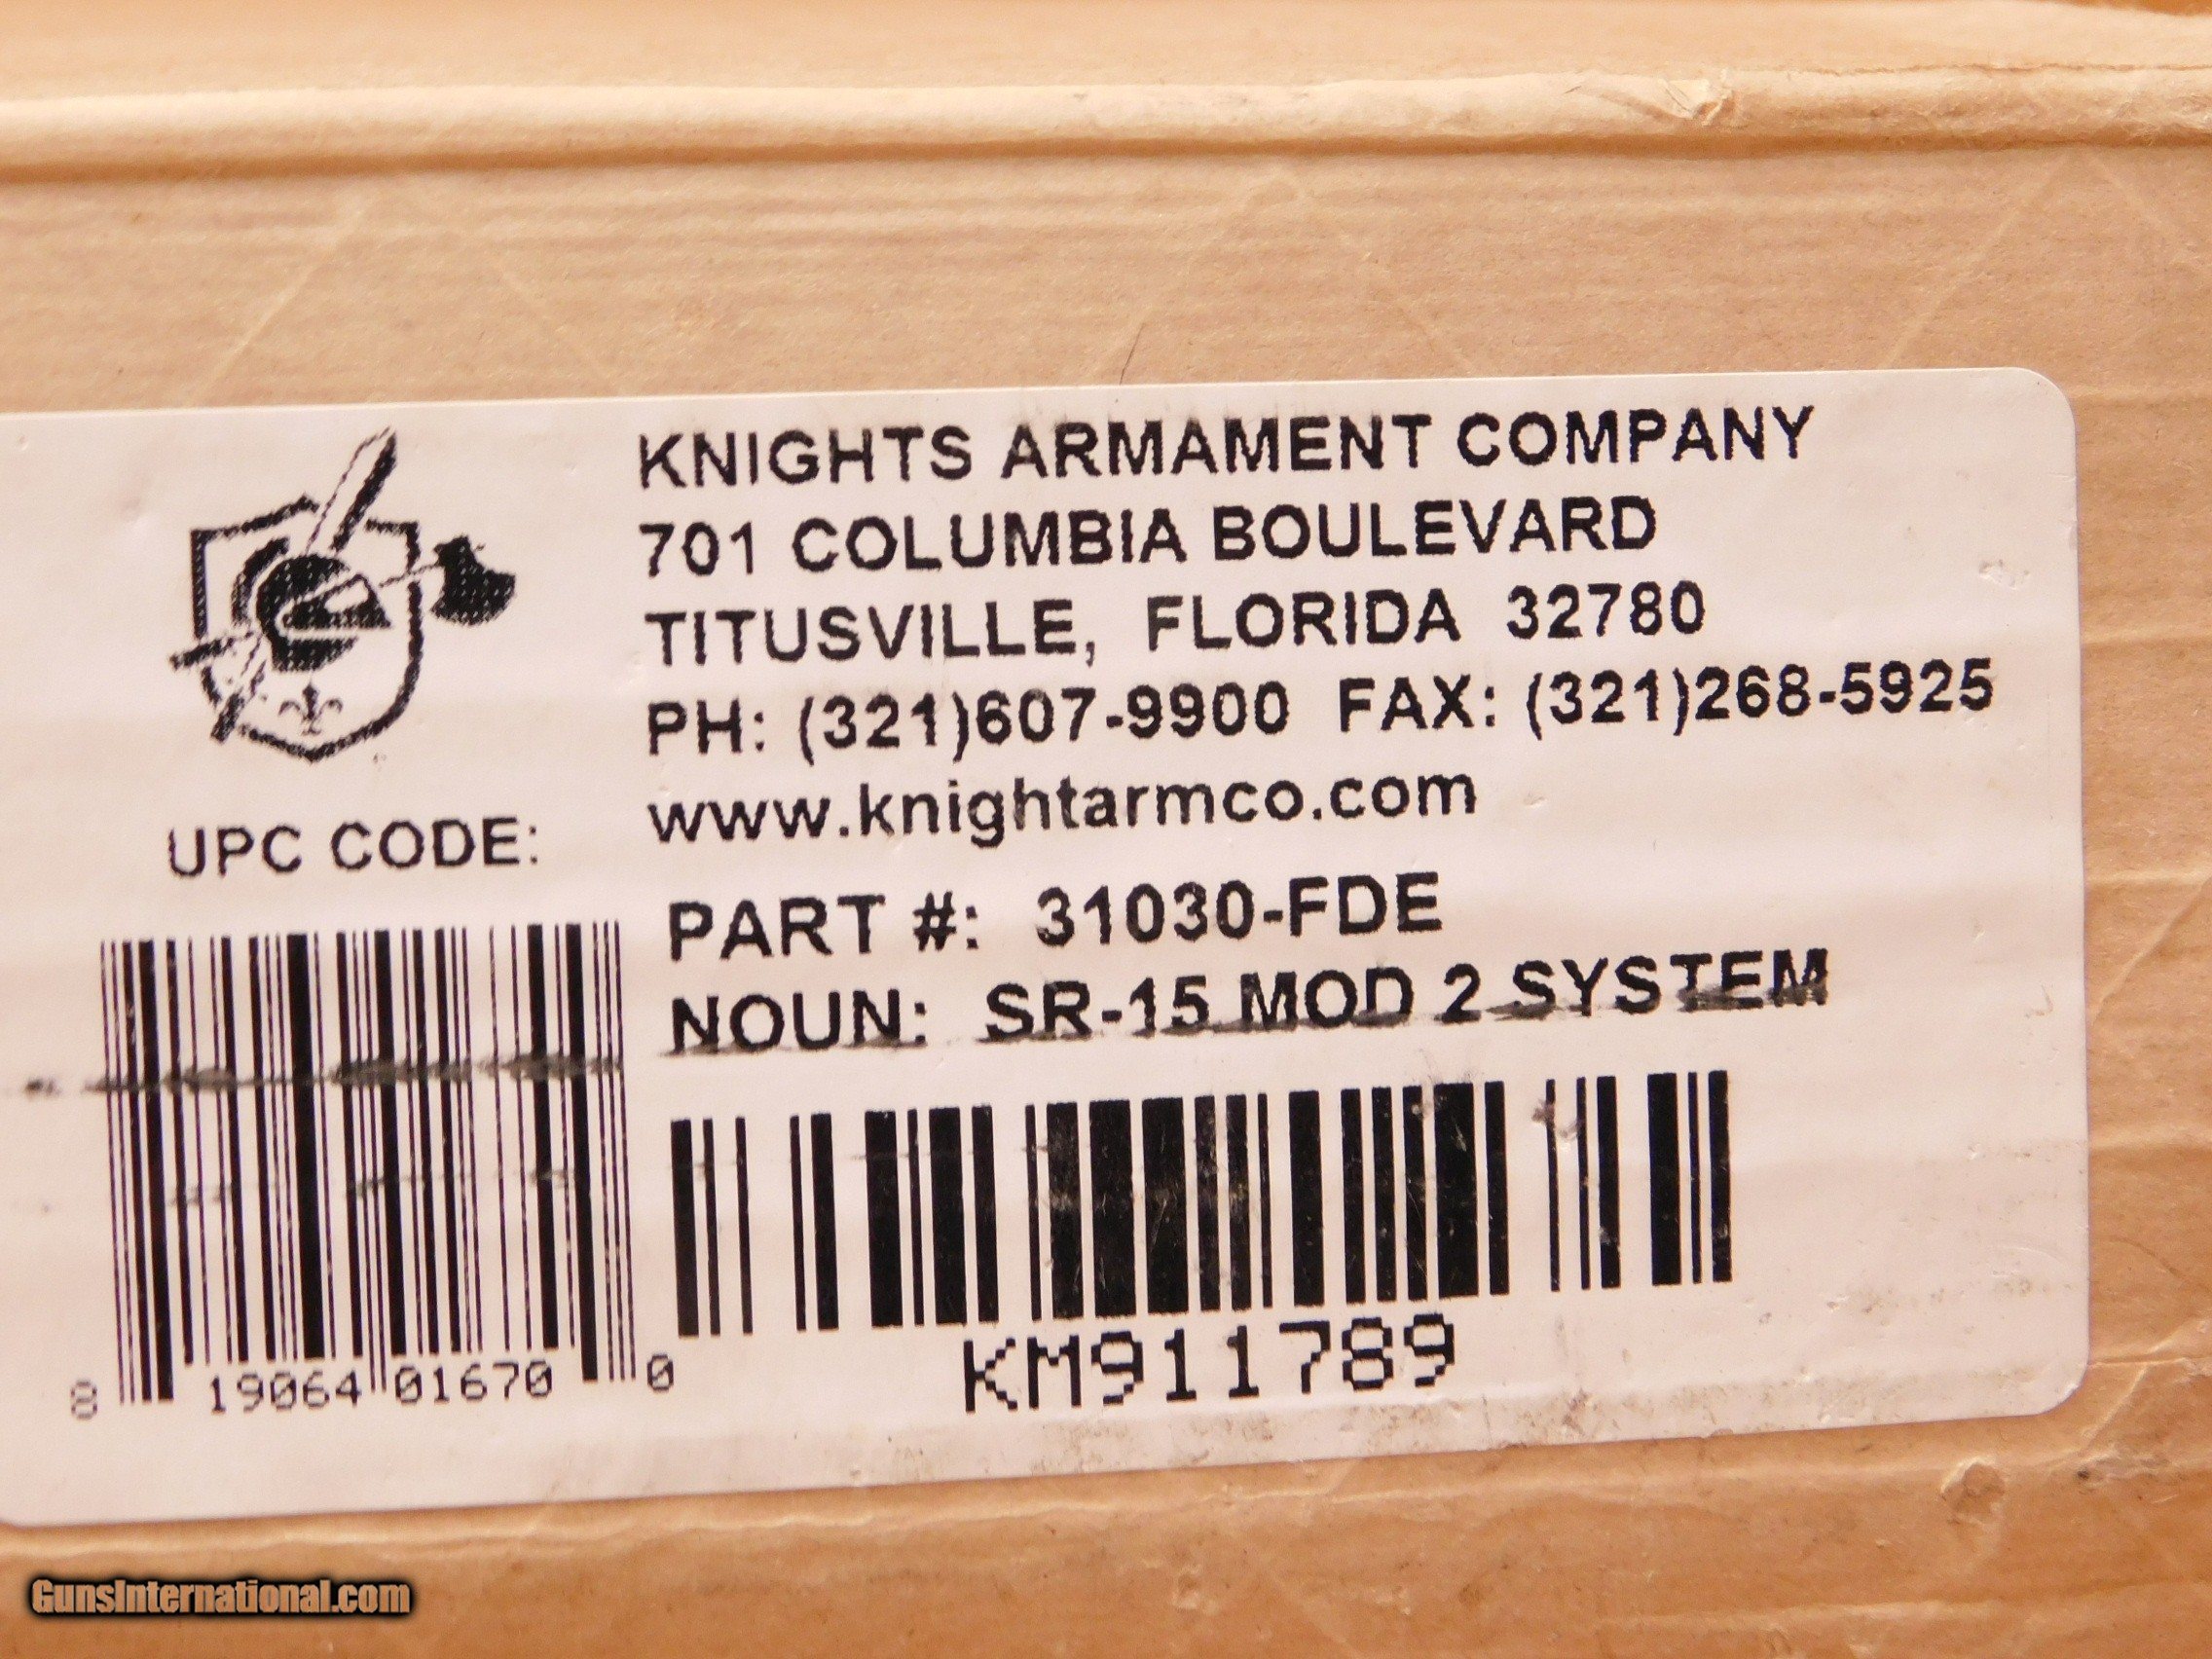 KNIGHTS ARMAMENT COMPANY
701 COLUMBIA BOULEVARD
TITUSVILLE, FLORIDA 32780
PH: (321)607-9900 FAX: (321)268-5925
www.knightarmco.com
UPC CODE:
PART #: 31030-FDE
NOUN: SR-15 MOD 2 SYSTEM
8 19064 01670 0
KM911789
GunsInternational.com